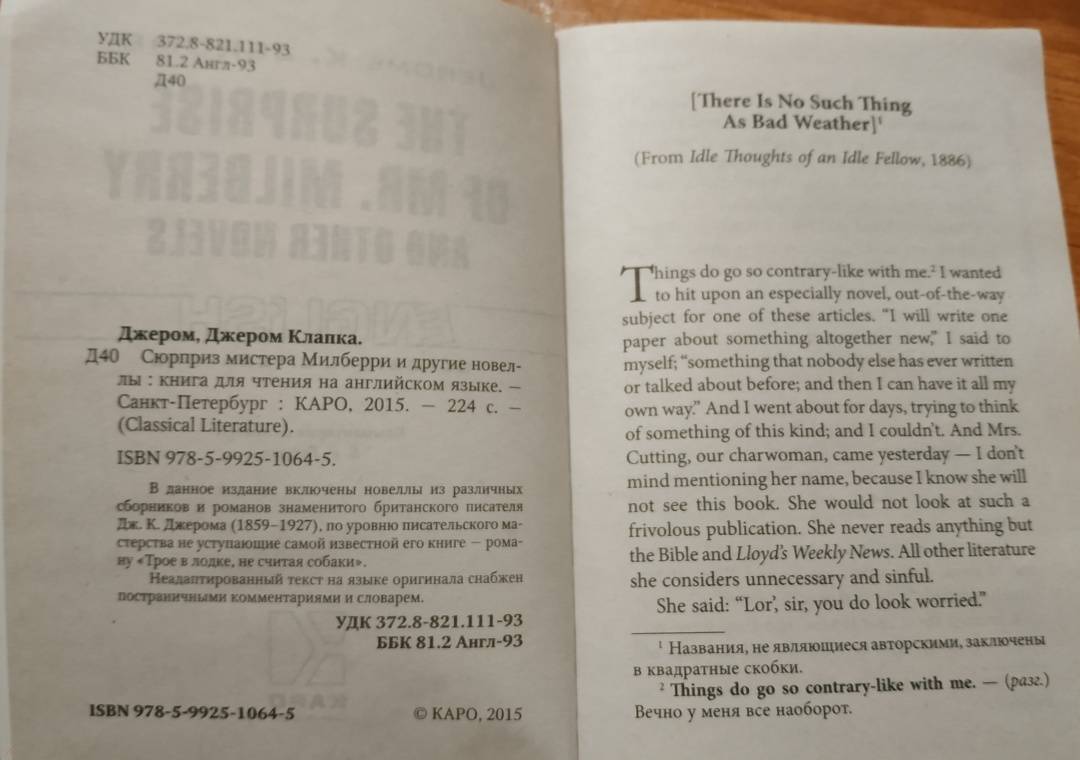 УДК 372.8-821.111-93
ББК 81.2 Англ-93
Д40
Джером, Джером Клапка.
Д40 Сюрприз мистера Милберри и другие новел-
лы : книга для чтения на английском языке. —
Санкт-Петербург : КАРО, 2015. — 224 с. —
(Classical Literature).
ISBN 978-5-9925-1064-5.
В данное издание включены новеллы из различных
сборников и романов знаменитого британского писателя
Дж. К. Джерома (1859–1927), по уровню писательского ма-
стерства не уступающие самой известной его книге — рома-
ну «Трое в лодке, не считая собаки».
Неадаптированный текст на языке оригинала снабжен
постраничными комментариями и словарем.
УДК 372.8-821.111-93
ББК 81.2 Англ-93
ISBN 978-5-9925-1064-5
© КАРО, 2015
[There Is No Such Thing
As Bad Weather]¹
(From Idle Thoughts of an Idle Fellow, 1886)
Things do go so contrary-like with me.² I wanted
to hit upon an especially novel, out-of-the-way
subject for one of these articles. “I will write one
paper about something altogether new,” I said to
myself; “something that nobody else has ever written
or talked about before; and then I can have it all my
own way.” And I went about for days, trying to think
of something of this kind; and I couldn’t. And Mrs.
Cutting, our charwoman, came yesterday — I don’t
mind mentioning her name, because I know she will
not see this book. She would not look at such a
frivolous publication. She never reads anything but
the Bible and Lloyd’s Weekly News. All other literature
she considers unnecessary and sinful.
She said: “Lor’, sir, you do look worried.”
¹ Названия, не являющиеся авторскими, заключены
в квадратные скобки.
² Things do go so contrary-like with me. — (разг.)
Вечно у меня все наоборот.